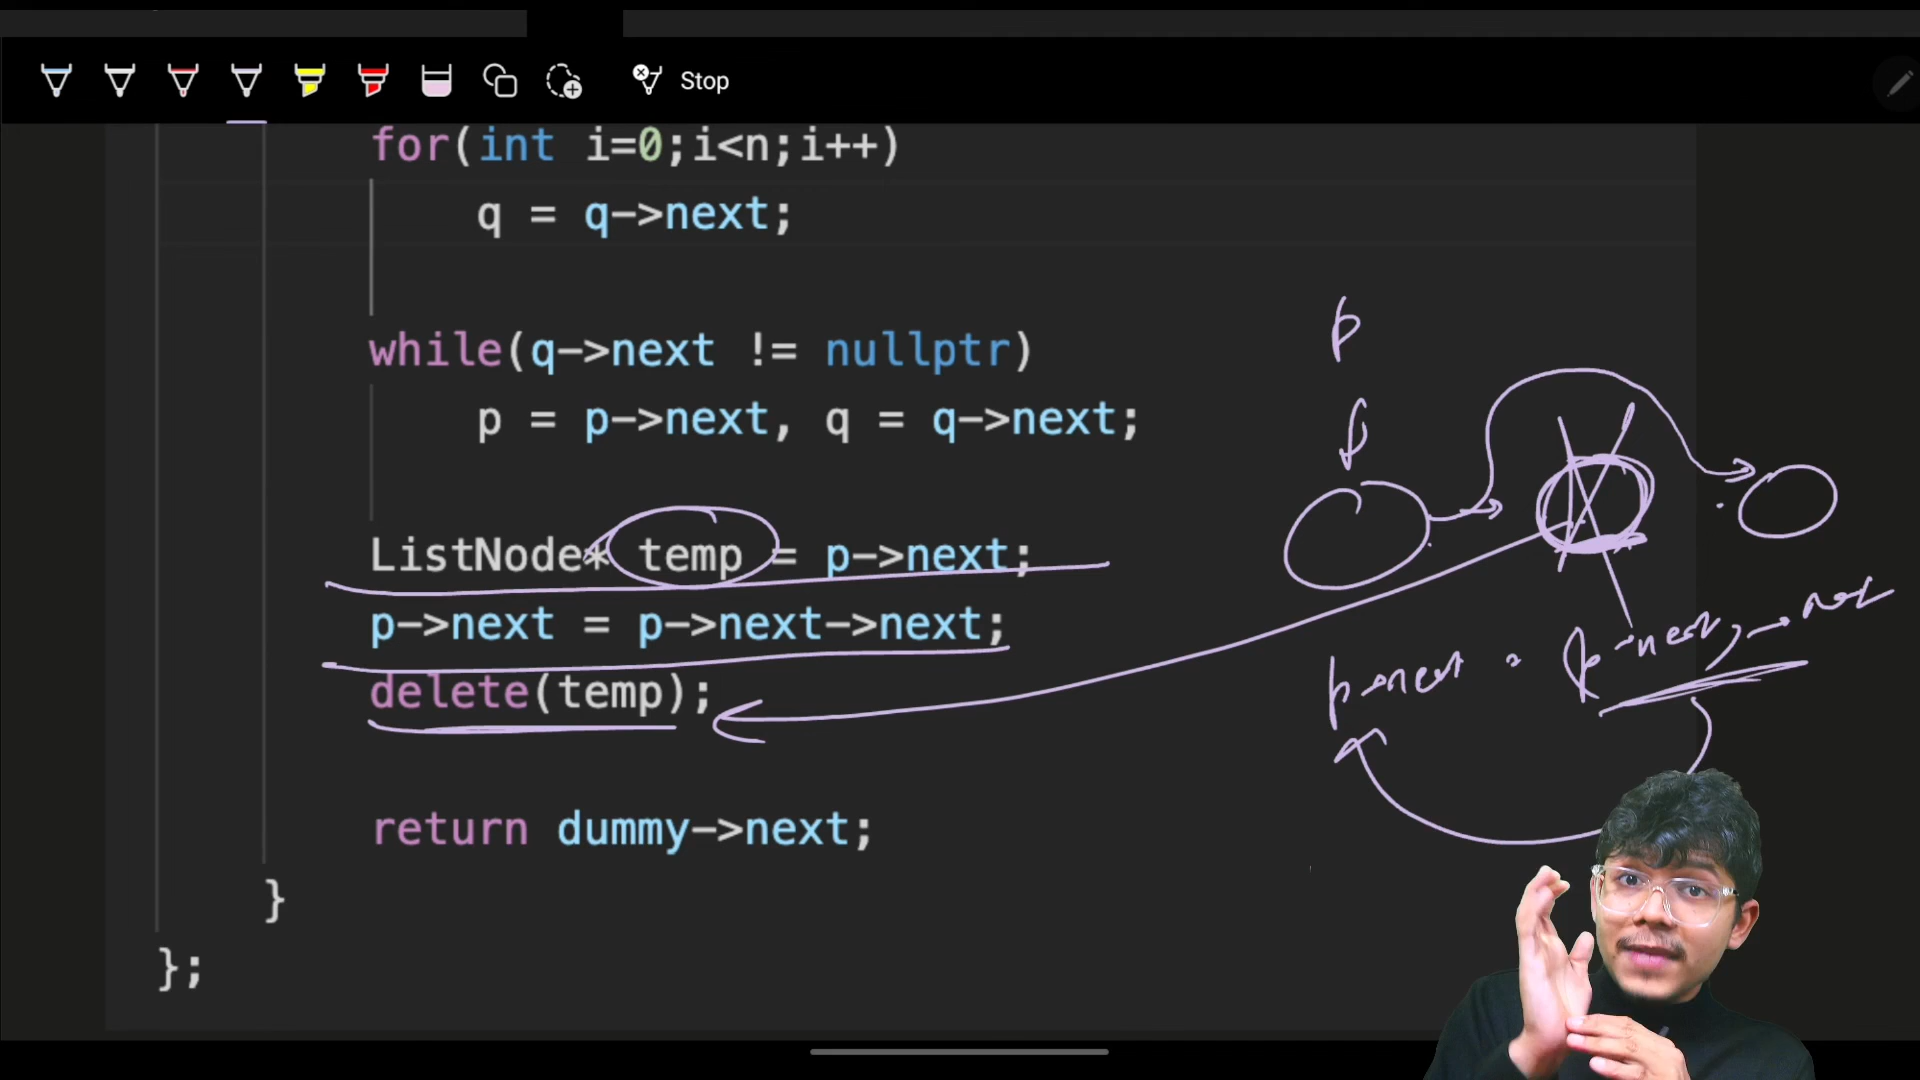 Stop
for(int i=0;i<n;i++)
q = q->next;
while(q->next != nullptr)
p = p->next, q = q->next;
ListNode* temp = p->next;
p->next = p->next->next;
delete(temp);
return dummy->next;
}
};
p
p
p→next = p→next→next